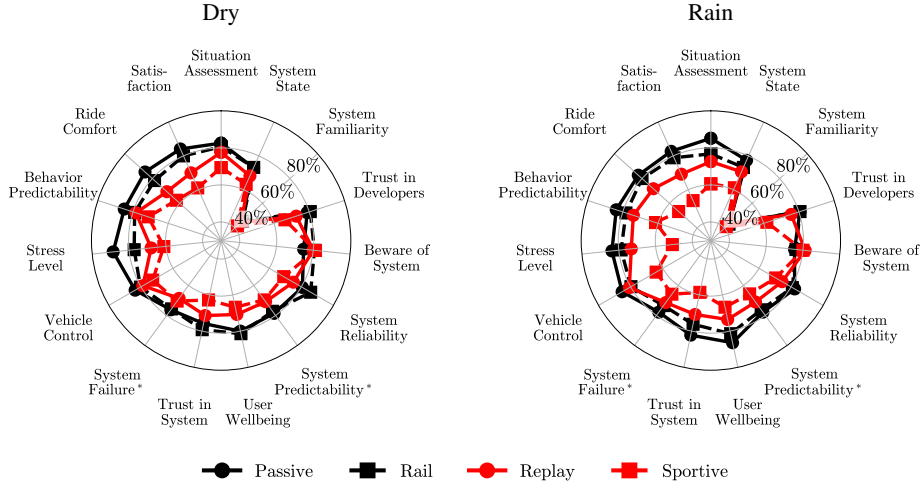 Dry
Situation
Assessment
System
State
System
Familiarity
Trust in
Developers
Beware of
System
System
Reliability
System
Predictability*
User
Wellbeing
Trust in
System
System
Failure*
Vehicle
Control
Stress
Level
Behavior
Predictability
Ride
Comfort
Satis-
faction
80%
60%
40%
Rain
Situation
Assessment
System
State
System
Familiarity
Trust in
Developers
Beware of
System
System
Reliability
System
Predictability*
User
Wellbeing
Trust in
System
System
Failure*
Vehicle
Control
Stress
Level
Behavior
Predictability
Ride
Comfort
Satis-
faction
80%
60%
40%
Passive
Rail
Replay
Sportive